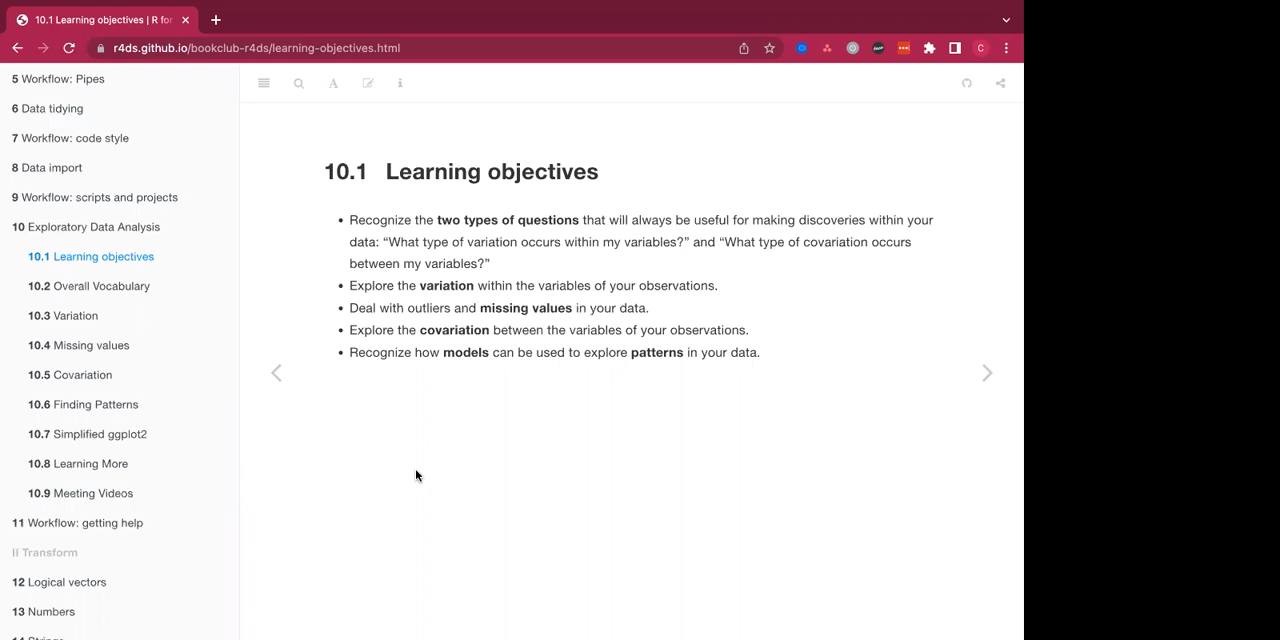 10.1 Learning objectives | R for
r4ds.github.io/bookclub-r4ds/learning-objectives.html
C
5 Workflow: Pipes
6 Data tidying
7 Workflow: code style
8 Data import
9 Workflow: scripts and projects
10 Exploratory Data Analysis
10.1 Learning objectives
10.2 Overall Vocabulary
10.3 Variation
10.4 Missing values
10.5 Covariation
10.6 Finding Patterns
10.7 Simplified ggplot2
10.8 Learning More
10.9 Meeting Videos
11 Workflow: getting help
II Transform
12 Logical vectors
13 Numbers
A
10.1 Learning objectives
• Recognize the two types of questions that will always be useful for making discoveries within your
data: “What type of variation occurs within my variables?” and “What type of covariation occurs
between my variables?”
• Explore the variation within the variables of your observations.
• Deal with outliers and missing values in your data.
• Explore the covariation between the variables of your observations.
• Recognize how models can be used to explore patterns in your data.